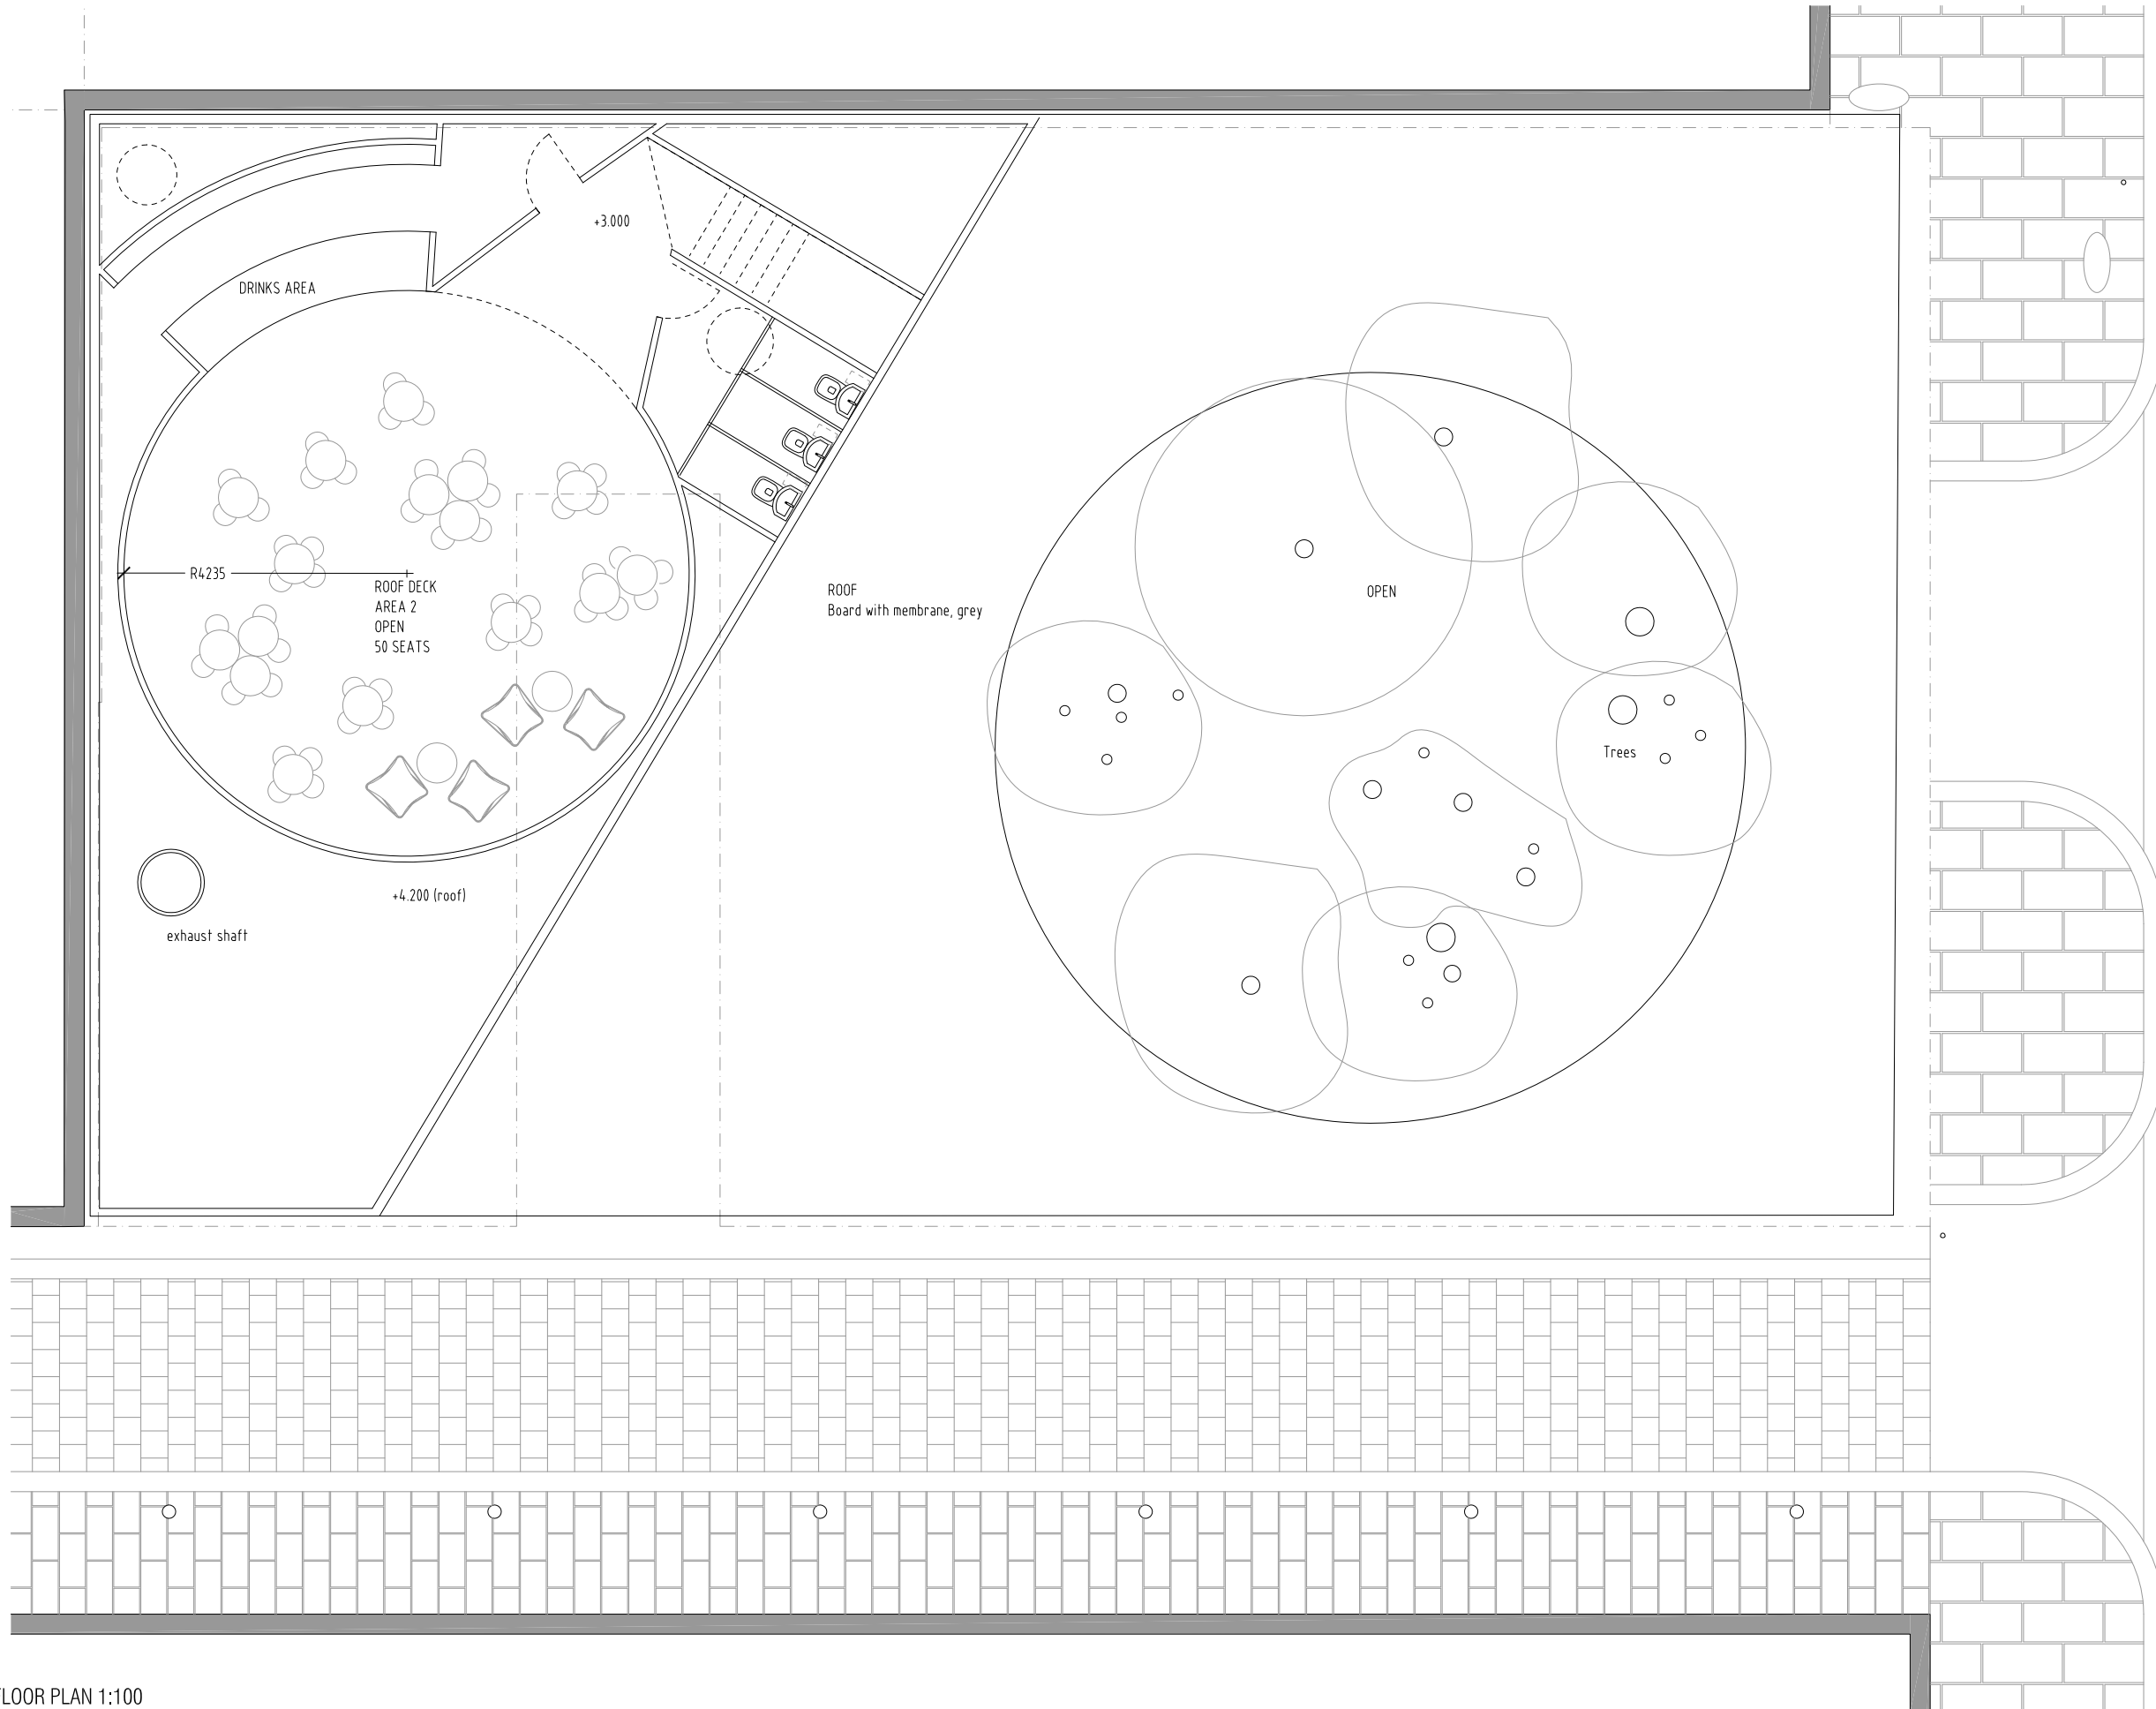 +3.000
DRINKS AREA
R4235
ROOF DECK
AREA 2
OPEN
50 SEATS
ROOF
Board with membrane, grey
OPEN
Trees
+4.200 (roof)
exhaust shaft
LOOR PLAN 1:100